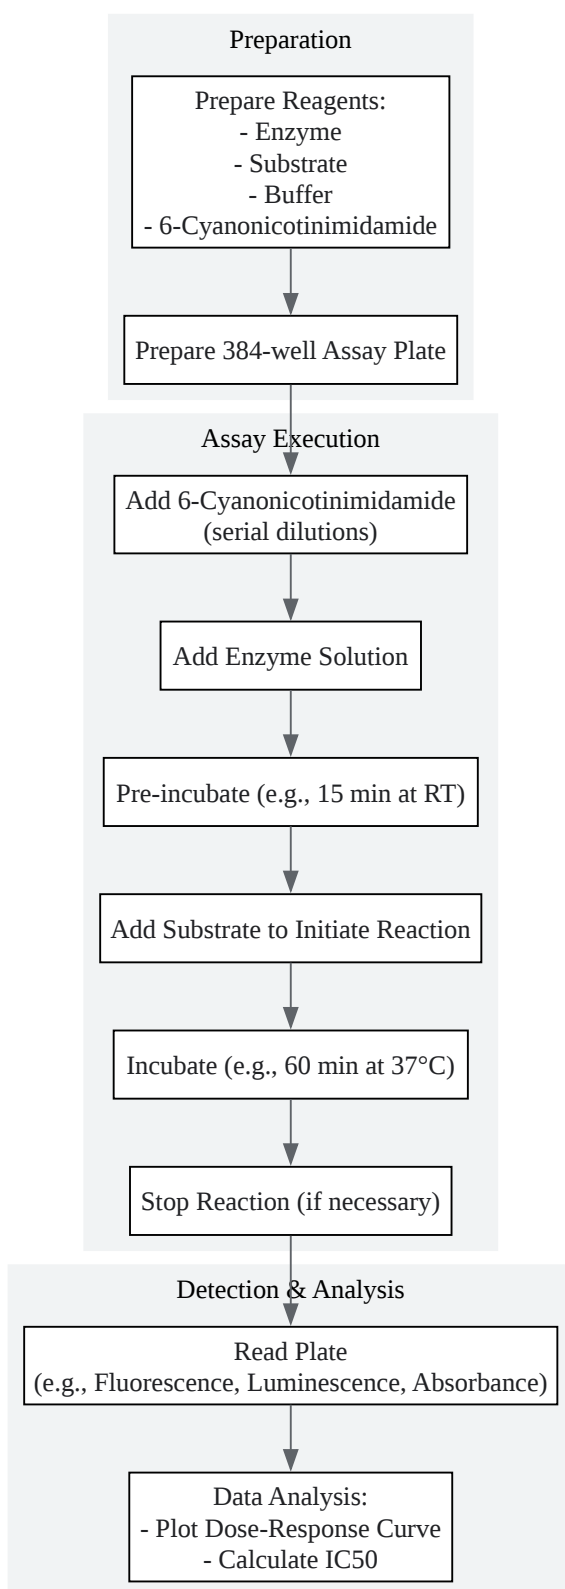 Preparation
Prepare Reagents:
- Enzyme
- Substrate
- Buffer
- 6-Cyanonicotinimidamide
Prepare 384-well Assay Plate
Assay Execution
Add 6-Cyanonicotinimidamide
(serial dilutions)
Add Enzyme Solution
Pre-incubate (e.g., 15 min at RT)
Add Substrate to Initiate Reaction
Incubate (e.g., 60 min at 37°C)
Stop Reaction (if necessary)
Detection & Analysis
Read Plate
(e.g., Fluorescence, Luminescence, Absorbance)
Data Analysis:
- Plot Dose-Response Curve
- Calculate IC50